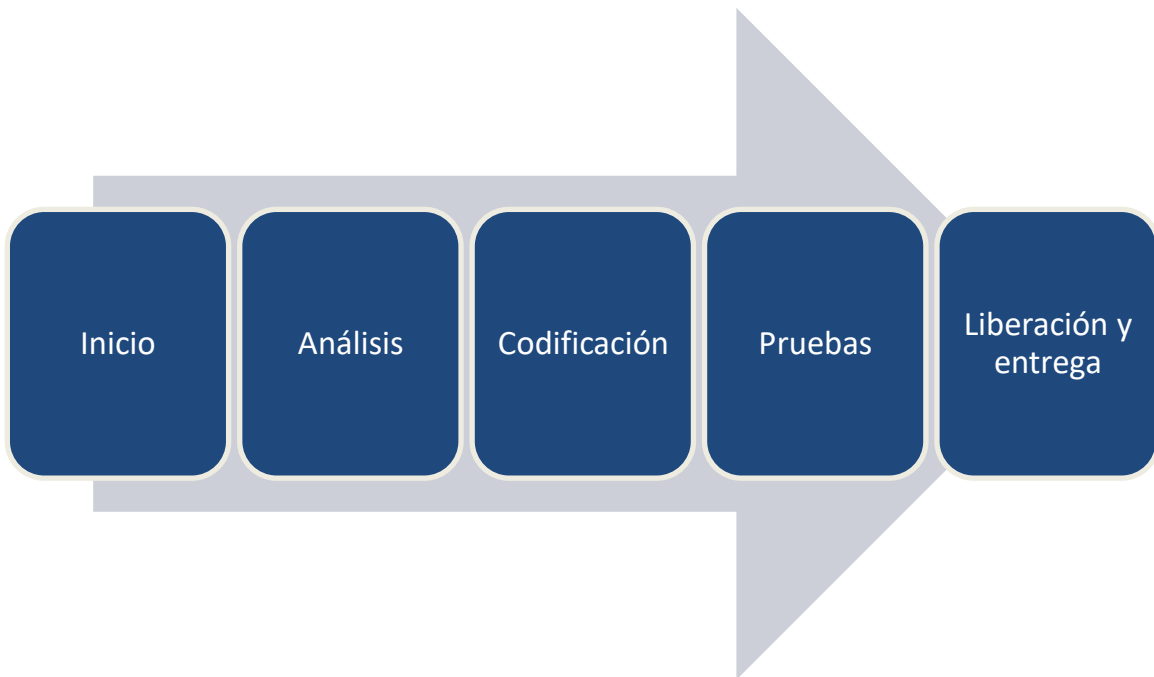 Inicio
Análisis
Codificación
Pruebas
Liberación y
entrega